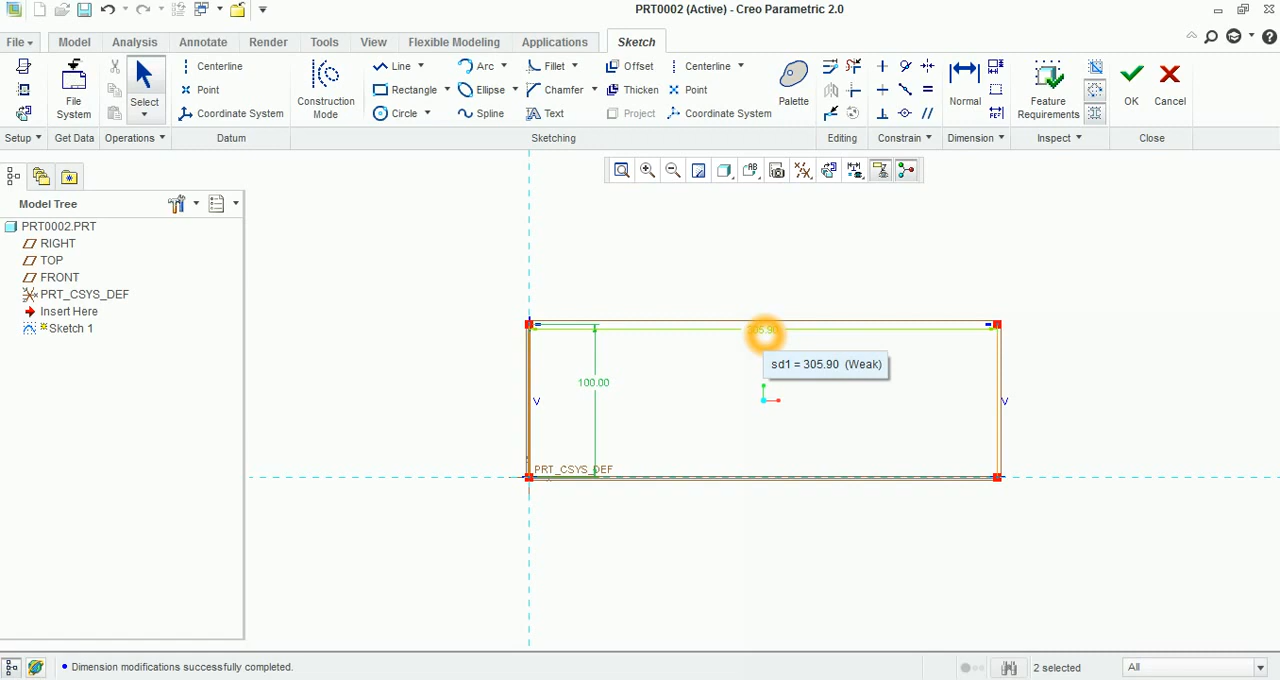 PRT0002 (Active) - Creo Parametric 2.0
File Model Analysis Annotate Render Tools View Flexible Modeling Applications Sketch
Centerline Line Arc Fillet Offset Centerline
Point Rectangle Ellipse Chamfer Thicken Point
File System Select Coordinate System Construction Mode Circle Spline Text Project Coordinate System Palette Normal Feature Requirements OK Cancel
Setup Get Data Operations Datum Sketching Editing Constrain Dimension Inspect Close
Model Tree
PRT0002.PRT
RIGHT
TOP
FRONT
PRT_CSYS_DEF
Insert Here
Sketch 1
305.90
sd1 = 305.90 (Weak)
100.00
V
V
PRT_CSYS_DEF
Dimension modifications successfully completed.
2 selected
All